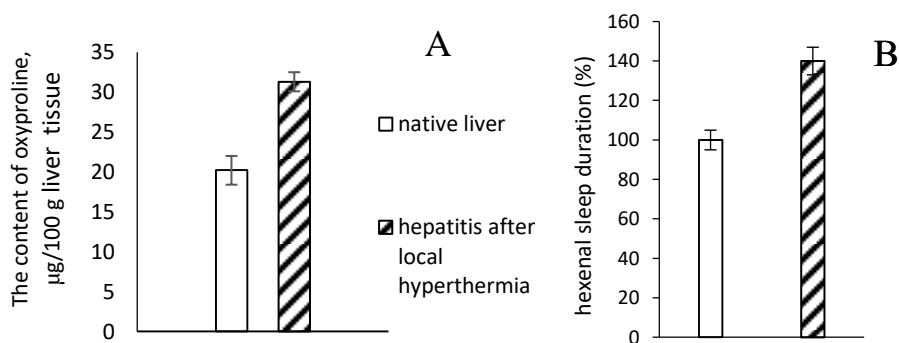 The content of oxyproline,
µg/100 g liver tissue
35
30
25
20
15
10
5
0
A
native liver
hepatitis after
local
hyperthermia
hexenal sleep duration (%)
160
140
120
100
80
60
40
20
0
B